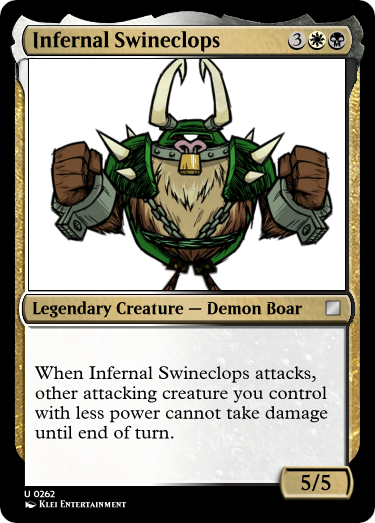 Infernal Swineclops 3
Legendary Creature — Demon Boar
When Infernal Swineclops attacks,
other attacking creature you control
with less power cannot take damage
until end of turn.
5/5
U 0262
Klei Entertainment